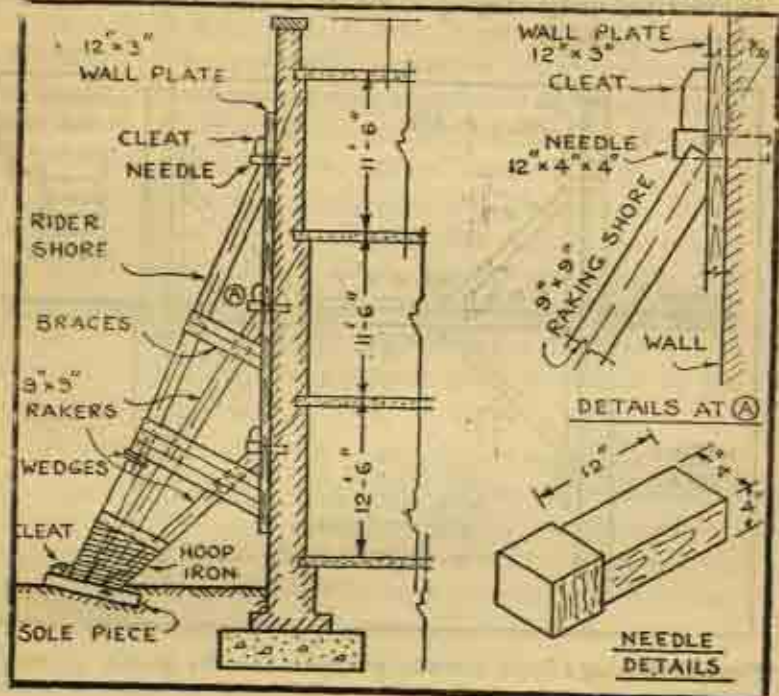 12" × 3"
WALL PLATE
CLEAT
NEEDLE
RIDER
SHORE
A
BRACES
9" × 9"
RAKERS
WEDGES
CLEAT
HOOP
IRON
SOLE PIECE
11'-6"
11'-6"
12'-6"
WALL PLATE
12" × 3"
CLEAT
NEEDLE
12" × 4" × 4"
9" × 9"
RAKING SHORE
WALL
DETAILS AT A
12"
4"
4"
NEEDLE
DETAILS